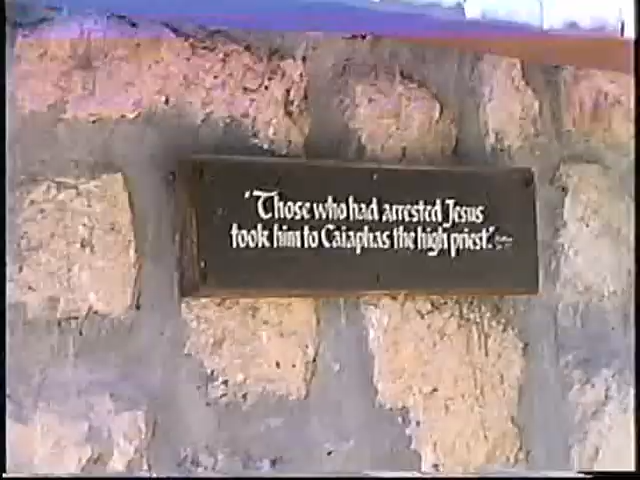 "Those who had arrested Jesus
took him to Caiaphas the high priest."